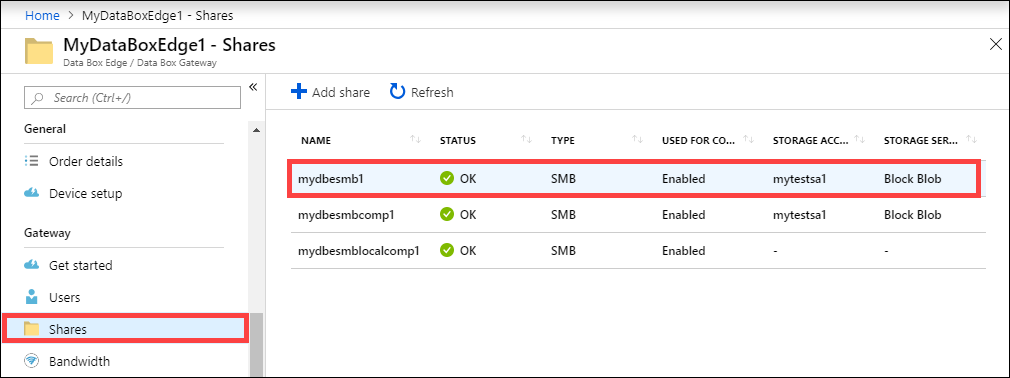 Home > MyDataBoxEdge1 - Shares
MyDataBoxEdge1 - Shares
Data Box Edge / Data Box Gateway
Search (Ctrl+/)
General
Order details
Device setup
Gateway
Get started
Users
Shares
Bandwidth
Add share Refresh
NAME STATUS TYPE USED FOR CO... STORAGE ACC... STORAGE SER...
mydbesmb1 OK SMB Enabled mytestsa1 Block Blob
mydbesmbcomp1 OK SMB Enabled mytestsa1 Block Blob
mydbesmblocalcomp1 OK SMB Enabled - -